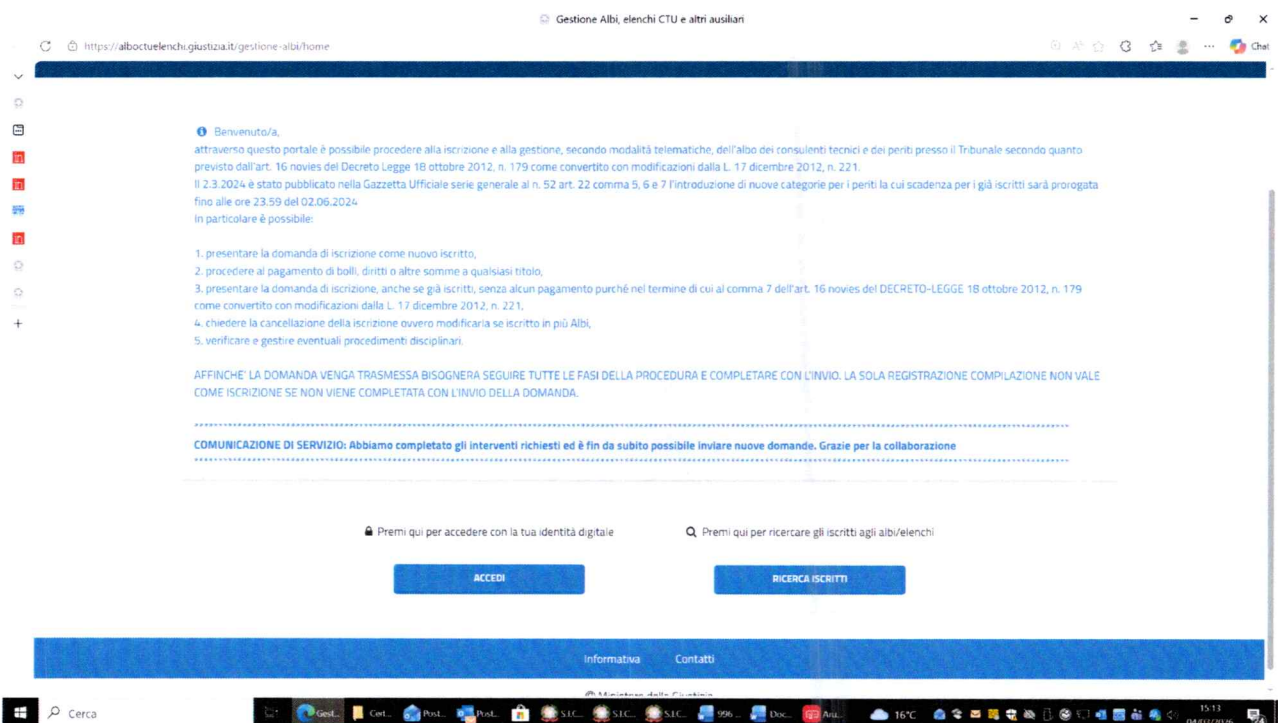 Gestione Albi, elenchi CTU e altri ausiliari
https://alboctuelenchi.giustizia.it/gestione-albi/home
Chat
Benvenuto/a,
attraverso questo portale è possibile procedere alla iscrizione e alla gestione, secondo modalità telematiche, dell'albo dei consulenti tecnici e dei periti presso il Tribunale secondo quanto
previsto dall'art. 16 novies del Decreto Legge 18 ottobre 2012, n. 179 come convertito con modificazioni dalla L. 17 dicembre 2012, n. 221.
Il 2.3.2024 è stato pubblicato nella Gazzetta Ufficiale serie generale al n. 52 art. 22 comma 5, 6 e 7 l'introduzione di nuove categorie per i periti la cui scadenza per i già iscritti sarà prorogata
fino alle ore 23.59 del 02.06.2024
In particolare è possibile:
1. presentare la domanda di iscrizione come nuovo iscritto,
2. procedere al pagamento di bolli, diritti o altre somme a qualsiasi titolo,
3. presentare la domanda di iscrizione, anche se già iscritti, senza alcun pagamento purché nel termine di cui al comma 7 dell'art. 16 novies del DECRETO-LEGGE 18 ottobre 2012, n. 179
come convertito con modificazioni dalla L. 17 dicembre 2012, n. 221,
4. chiedere la cancellazione della iscrizione ovvero modificarla se iscritto in più Albi,
5. verificare e gestire eventuali procedimenti disciplinari.
AFFINCHE' LA DOMANDA VENGA TRASMESSA BISOGNERÀ SEGUIRE TUTTE LE FASI DELLA PROCEDURA E COMPLETARE CON L'INVIO. LA SOLA REGISTRAZIONE COMPILAZIONE NON VALE
COME ISCRIZIONE SE NON VIENE COMPLETATA CON L'INVIO DELLA DOMANDA.
COMUNICAZIONE DI SERVIZIO: Abbiamo completato gli interventi richiesti ed è fin da subito possibile inviare nuove domande. Grazie per la collaborazione
Premi qui per accedere con la tua identità digitale
Premi qui per ricercare gli iscritti agli albi/elenchi
ACCEDI
RICERCA ISCRITTI
Informativa Contatti
© Ministero della Giustizia
Cerca
Gest... Cert... Post... Post... S.I.C... S.I.C... S.I.C... 996 ... Doc... Aru... 16°C 15:13